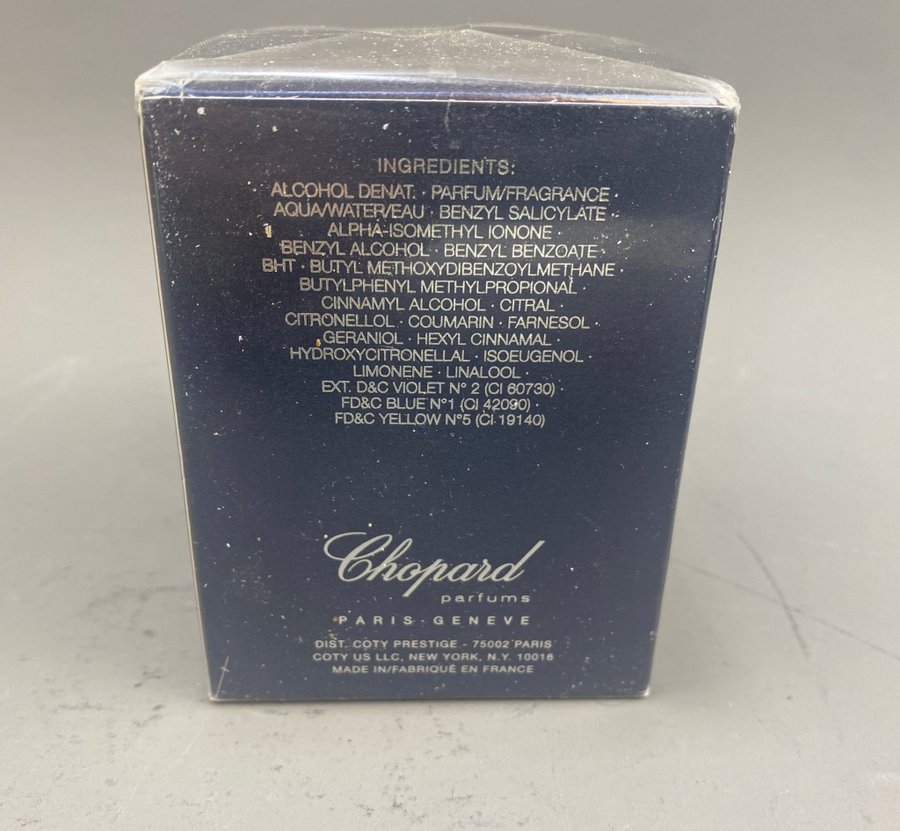 INGREDIENTS:
ALCOHOL DENAT. · PARFUM/FRAGRANCE ·
AQUA/WATER/EAU · BENZYL SALICYLATE ·
ALPHA-ISOMETHYL IONONE ·
BENZYL ALCOHOL · BENZYL BENZOATE ·
BHT · BUTYL METHOXYDIBENZOYLMETHANE ·
BUTYLPHENYL METHYLPROPIONAL ·
CINNAMYL ALCOHOL · CITRAL ·
CITRONELLOL · COUMARIN · FARNESOL ·
GERANIOL · HEXYL CINNAMAL ·
HYDROXYCITRONELLAL · ISOEUGENOL ·
LIMONENE · LINALOOL ·
EXT. D&C VIOLET N° 2 (CI 60730)
FD&C BLUE N°1 (CI 42090) ·
FD&C YELLOW N°5 (CI 19140)
Chopard
parfums
PARIS · GENEVE
DIST. COTY PRESTIGE - 75002 PARIS
COTY US LLC, NEW YORK, N.Y. 10016
MADE IN/FABRIQUÉ EN FRANCE